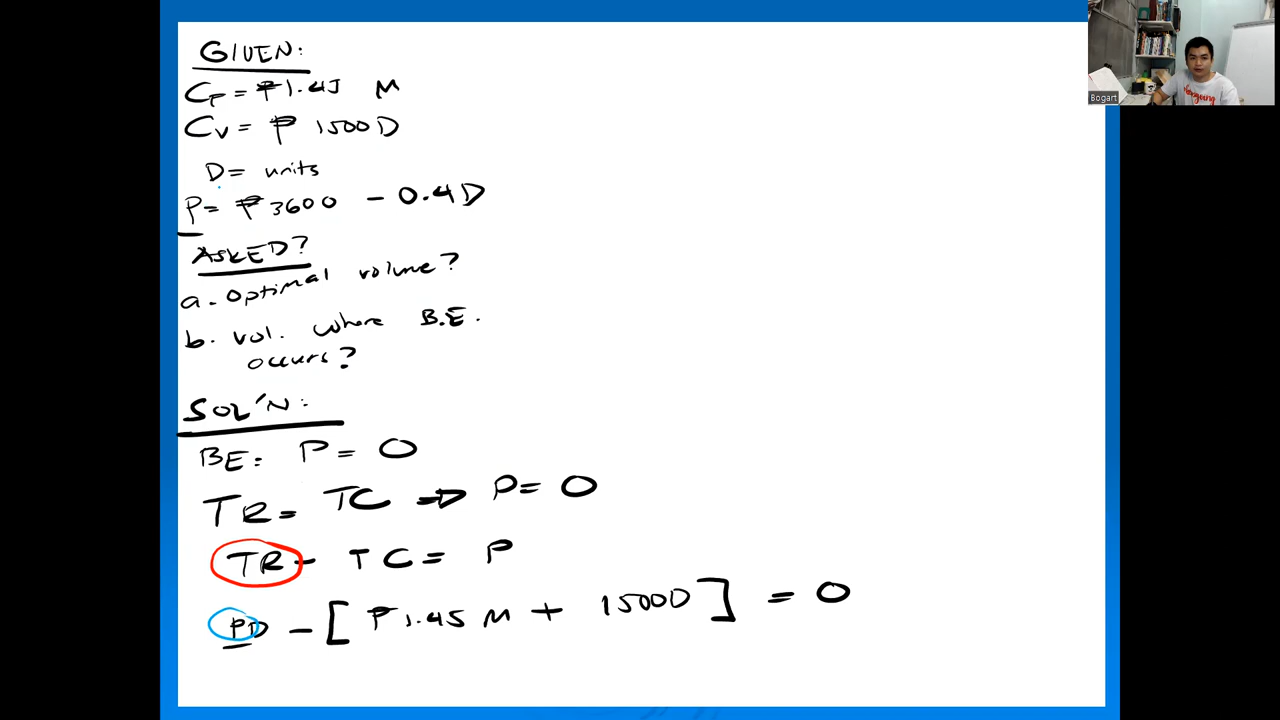 GIVEN:
CF = ₱1.45 M
Cv = ₱ 1500D
D = units
P = ₱3600 - 0.4D
ASKED?
a. Optimal volume?
b. vol. where B.E.
occurs?
SOL'N:
BE: P = 0
TR = TC ⇒ P = 0
TR - TC = P
PD - [₱1.45 M + 1500D] = 0
Bogart